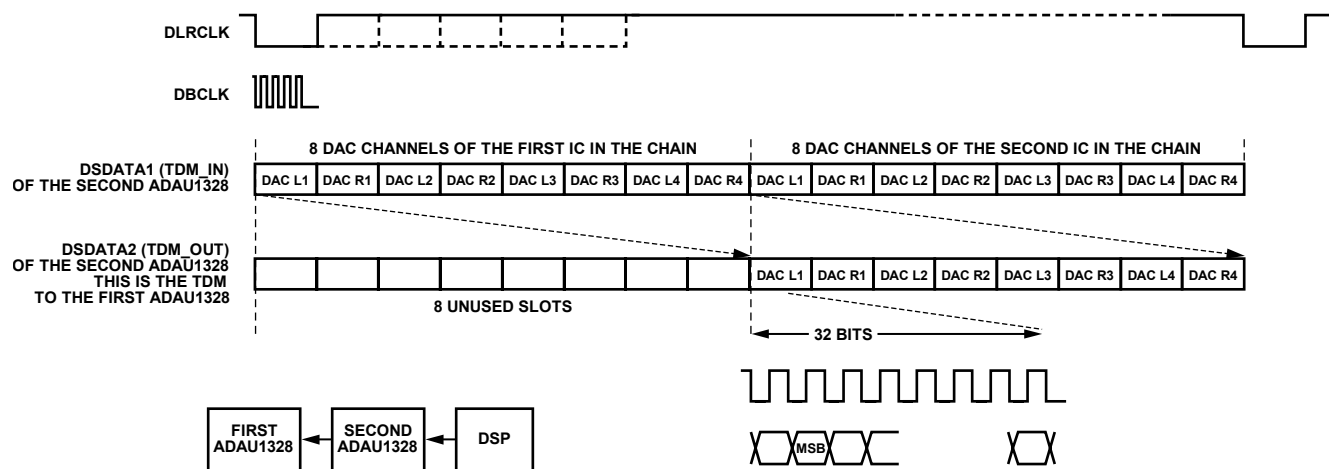 DLRCLK
DBCLK
8 DAC CHANNELS OF THE FIRST IC IN THE CHAIN
8 DAC CHANNELS OF THE SECOND IC IN THE CHAIN
DSDATA1 (TDM_IN)
OF THE SECOND ADAU1328
DAC L1 DAC R1 DAC L2 DAC R2 DAC L3 DAC R3 DAC L4 DAC R4 DAC L1 DAC R1 DAC L2 DAC R2 DAC L3 DAC R3 DAC L4 DAC R4
DSDATA2 (TDM_OUT)
OF THE SECOND ADAU1328
THIS IS THE TDM
TO THE FIRST ADAU1328
DAC L1 DAC R1 DAC L2 DAC R2 DAC L3 DAC R3 DAC L4 DAC R4
8 UNUSED SLOTS
32 BITS
FIRST
ADAU1328
SECOND
ADAU1328
DSP
MSB